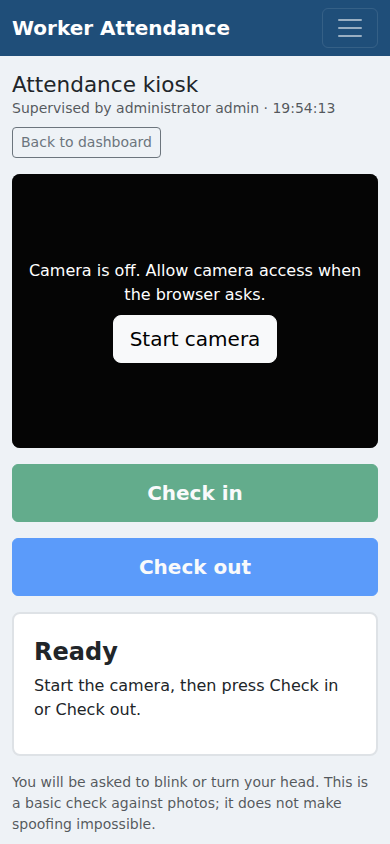 Worker Attendance
Attendance kiosk
Supervised by administrator admin · 19:54:13
Back to dashboard
Camera is off. Allow camera access when
the browser asks.
Start camera
Check in
Check out
Ready
Start the camera, then press Check in
or Check out.
You will be asked to blink or turn your head. This is
a basic check against photos; it does not make
spoofing impossible.